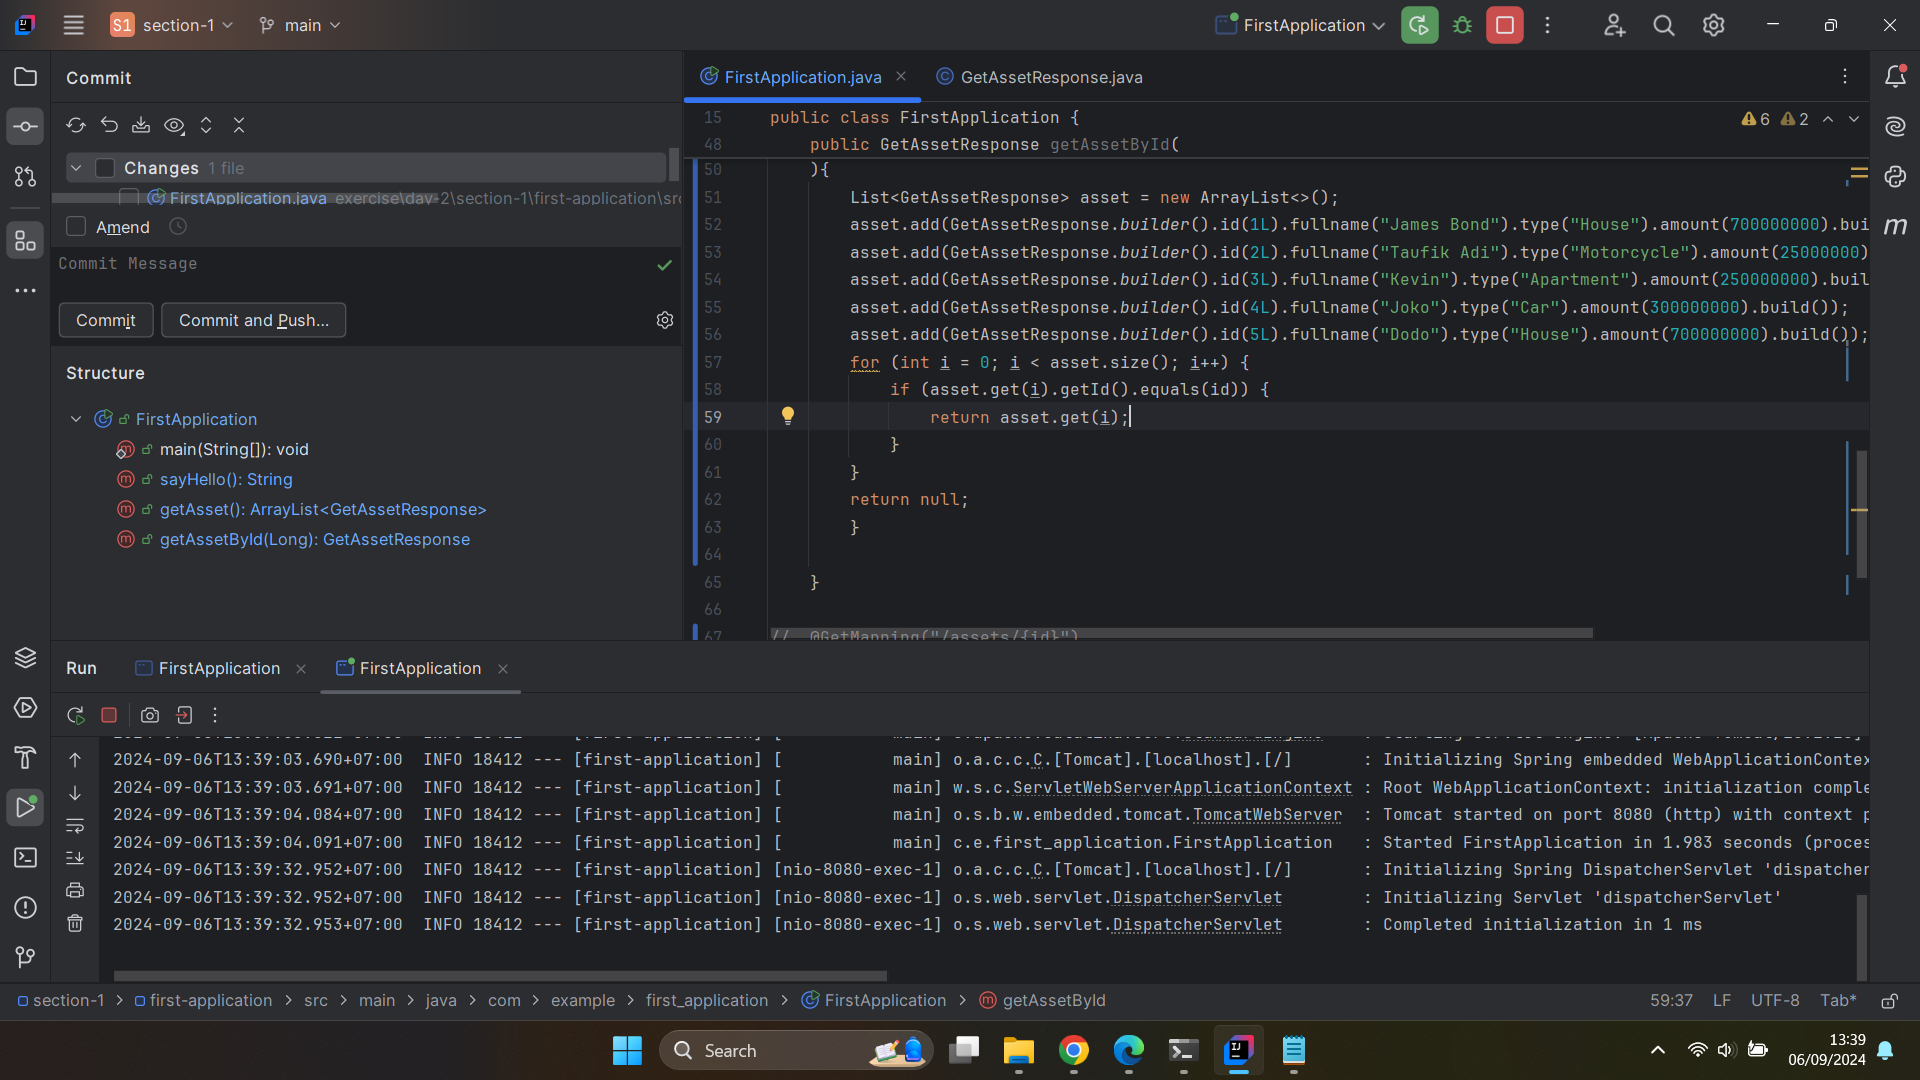 S1 section-1 main FirstApplication
Commit
Changes 1 file
FirstApplication.java exercise\day-2\section-1\first-application\src
Amend
Commit Message
Commit Commit and Push...
Structure
FirstApplication
main(String[]): void
sayHello(): String
getAsset(): ArrayList<GetAssetResponse>
getAssetById(Long): GetAssetResponse
FirstApplication.java GetAssetResponse.java
6 2
15 public class FirstApplication {
48 public GetAssetResponse getAssetById(
50 ){
51 List<GetAssetResponse> asset = new ArrayList<>();
52 asset.add(GetAssetResponse.builder().id(1L).fullname("James Bond").type("House").amount(700000000).bui
53 asset.add(GetAssetResponse.builder().id(2L).fullname("Taufik Adi").type("Motorcycle").amount(25000000)
54 asset.add(GetAssetResponse.builder().id(3L).fullname("Kevin").type("Apartment").amount(250000000).buil
55 asset.add(GetAssetResponse.builder().id(4L).fullname("Joko").type("Car").amount(300000000).build());
56 asset.add(GetAssetResponse.builder().id(5L).fullname("Dodo").type("House").amount(700000000).build());
57 for (int i = 0; i < asset.size(); i++) {
58 if (asset.get(i).getId().equals(id)) {
59 return asset.get(i);
60 }
61 }
62 return null;
63 }
64
65 }
66
67 // @GetMapping("/assets/{id}")
Run FirstApplication FirstApplication
2024-09-06T13:39:03.690+07:00 INFO 18412 --- [first-application] [ main] o.a.c.c.C.[Tomcat].[localhost].[/] : Initializing Spring embedded WebApplicationContex
2024-09-06T13:39:03.691+07:00 INFO 18412 --- [first-application] [ main] w.s.c.ServletWebServerApplicationContext : Root WebApplicationContext: initialization comple
2024-09-06T13:39:04.084+07:00 INFO 18412 --- [first-application] [ main] o.s.b.w.embedded.tomcat.TomcatWebServer : Tomcat started on port 8080 (http) with context p
2024-09-06T13:39:04.091+07:00 INFO 18412 --- [first-application] [ main] c.e.first_application.FirstApplication : Started FirstApplication in 1.983 seconds (proces
2024-09-06T13:39:32.952+07:00 INFO 18412 --- [first-application] [nio-8080-exec-1] o.a.c.c.C.[Tomcat].[localhost].[/] : Initializing Spring DispatcherServlet 'dispatcher
2024-09-06T13:39:32.952+07:00 INFO 18412 --- [first-application] [nio-8080-exec-1] o.s.web.servlet.DispatcherServlet : Initializing Servlet 'dispatcherServlet'
2024-09-06T13:39:32.953+07:00 INFO 18412 --- [first-application] [nio-8080-exec-1] o.s.web.servlet.DispatcherServlet : Completed initialization in 1 ms
section-1 > first-application > src > main > java > com > example > first_application > FirstApplication > getAssetById 59:37 LF UTF-8 Tab*
Search
13:39
06/09/2024